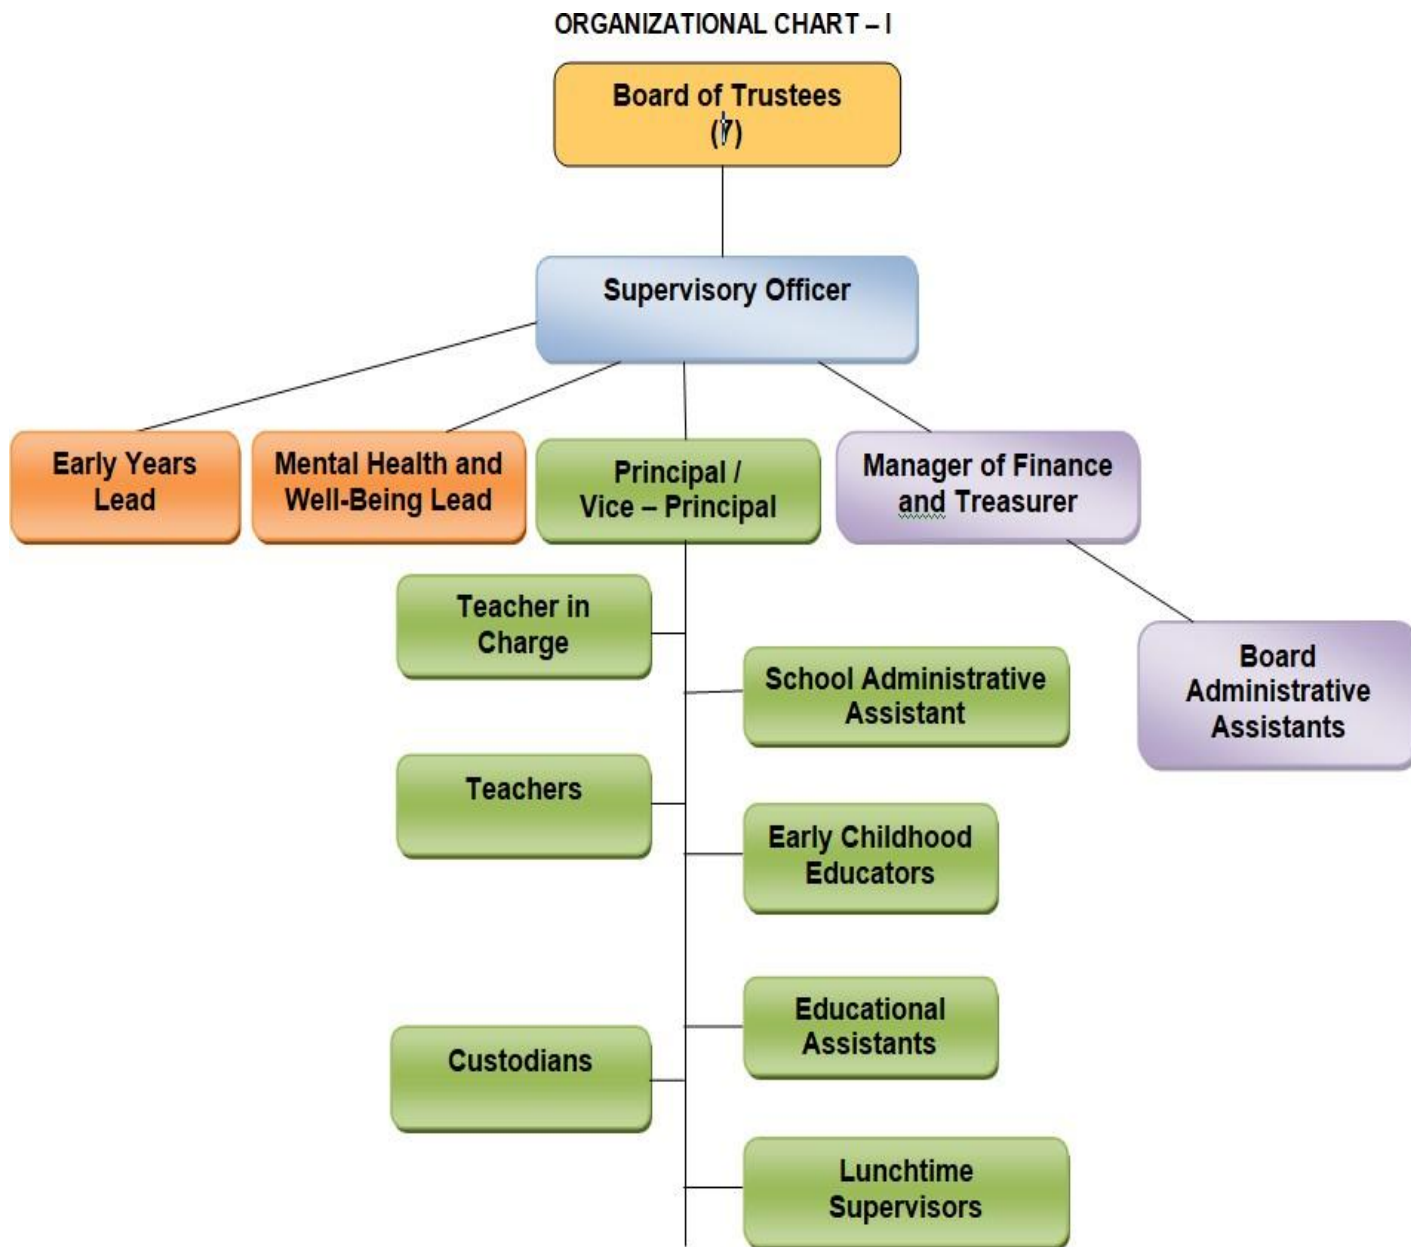 ORGANIZATIONAL CHART – I
Board of Trustees
(7)
Supervisory Officer
Early Years
Lead
Mental Health and
Well-Being Lead
Principal /
Vice – Principal
Manager of Finance
and Treasurer
Teacher in
Charge
School Administrative
Assistant
Board
Administrative
Assistants
Teachers
Early Childhood
Educators
Educational
Assistants
Custodians
Lunchtime
Supervisors